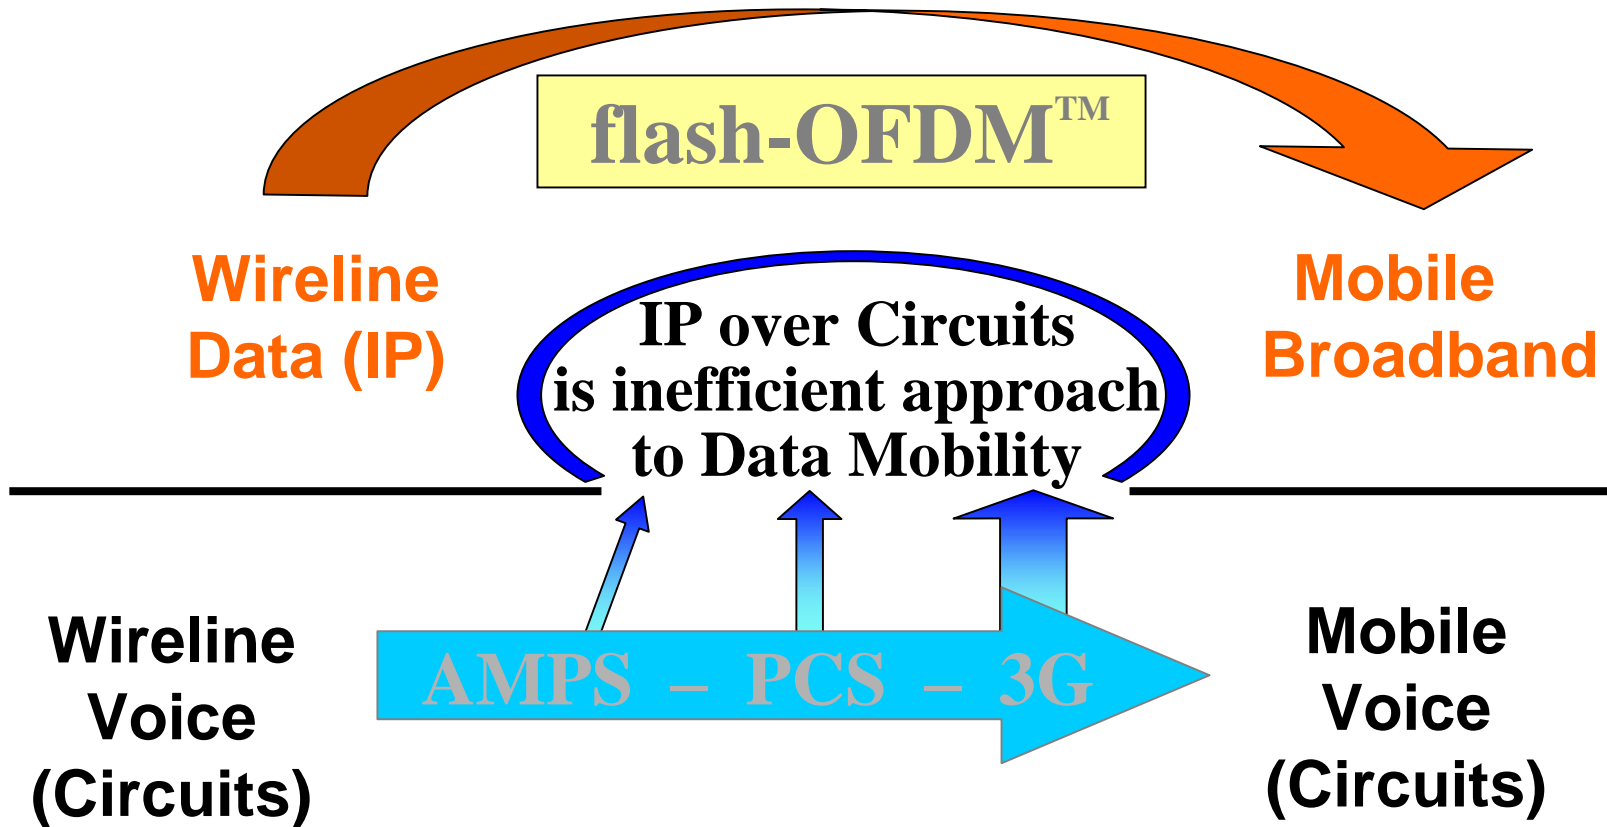 flash-OFDM™
Wireline
Data (IP)
IP over Circuits
is inefficient approach
to Data Mobility
Mobile
Broadband
Wireline
Voice
(Circuits)
AMPS – PCS – 3G
Mobile
Voice
(Circuits)